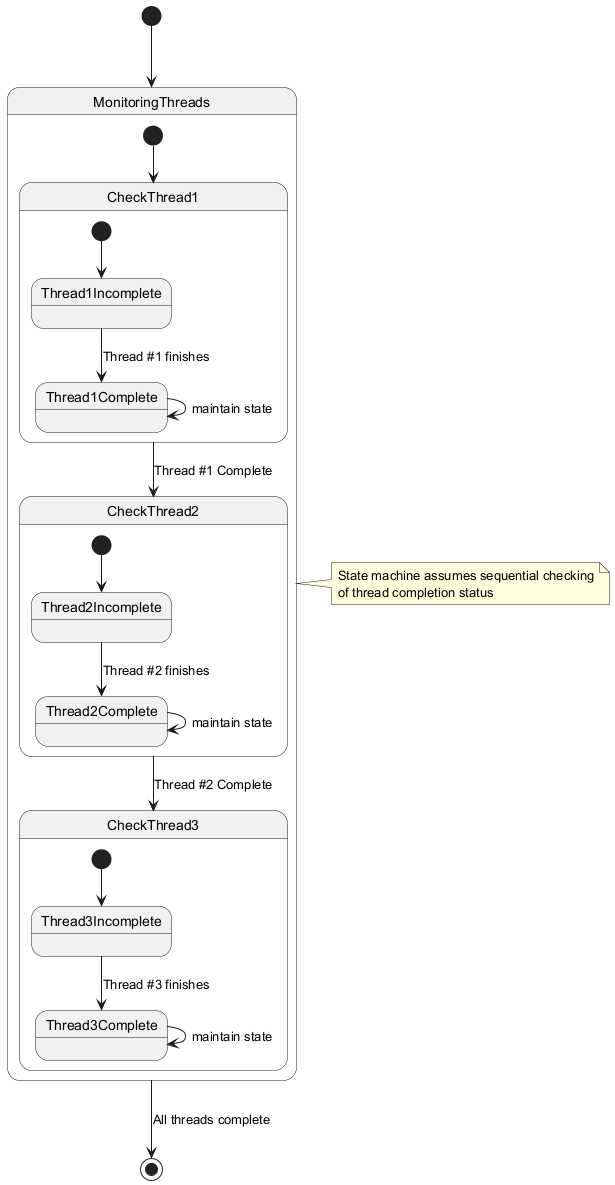 MonitoringThreads
CheckThread1
Thread1Incomplete
Thread #1 finishes
Thread1Complete
maintain state
Thread #1 Complete
CheckThread2
Thread2Incomplete
State machine assumes sequential checking
of thread completion status
Thread #2 finishes
Thread2Complete
maintain state
Thread #2 Complete
CheckThread3
Thread3Incomplete
Thread #3 finishes
Thread3Complete
maintain state
All threads complete